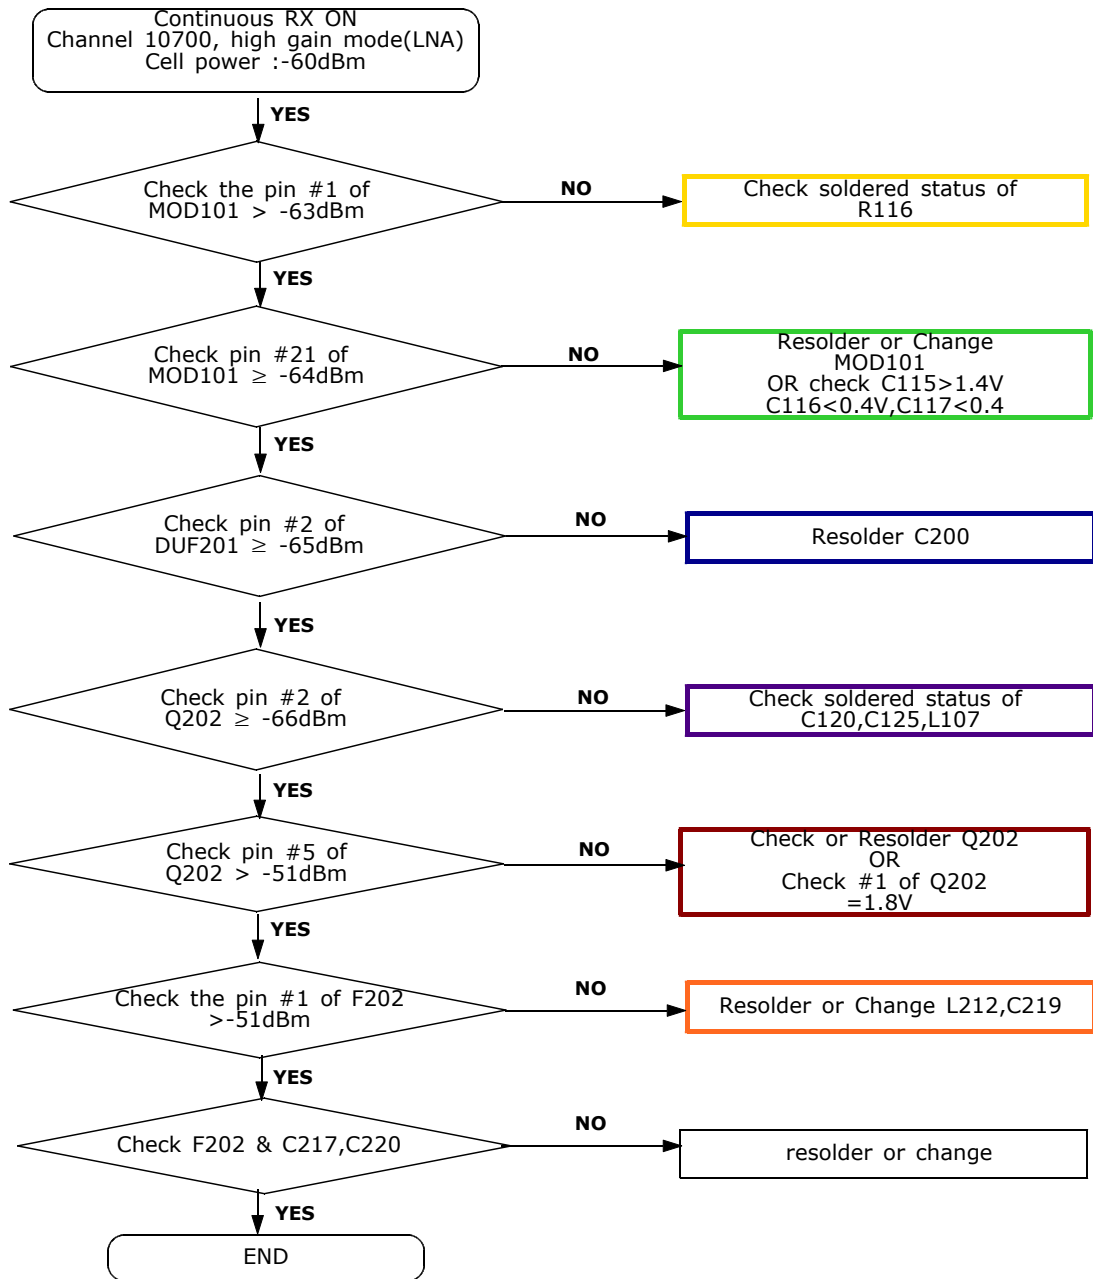 Continuous RX ON
Channel 10700, high gain mode(LNA)
Cell power :-60dBm
YES
Check the pin #1 of
MOD101 > -63dBm
NO
Check soldered status of
R116
YES
Check pin #21 of
MOD101 ≥ -64dBm
NO
Resolder or Change
MOD101
OR check C115>1.4V
C116<0.4V,C117<0.4
YES
Check pin #2 of
DUF201 ≥ -65dBm
NO
Resolder C200
YES
Check pin #2 of
Q202 ≥ -66dBm
NO
Check soldered status of
C120,C125,L107
YES
Check pin #5 of
Q202 > -51dBm
NO
Check or Resolder Q202
OR
Check #1 of Q202
=1.8V
YES
Check the pin #1 of F202
>-51dBm
NO
Resolder or Change L212,C219
YES
Check F202 & C217,C220
NO
resolder or change
YES
END